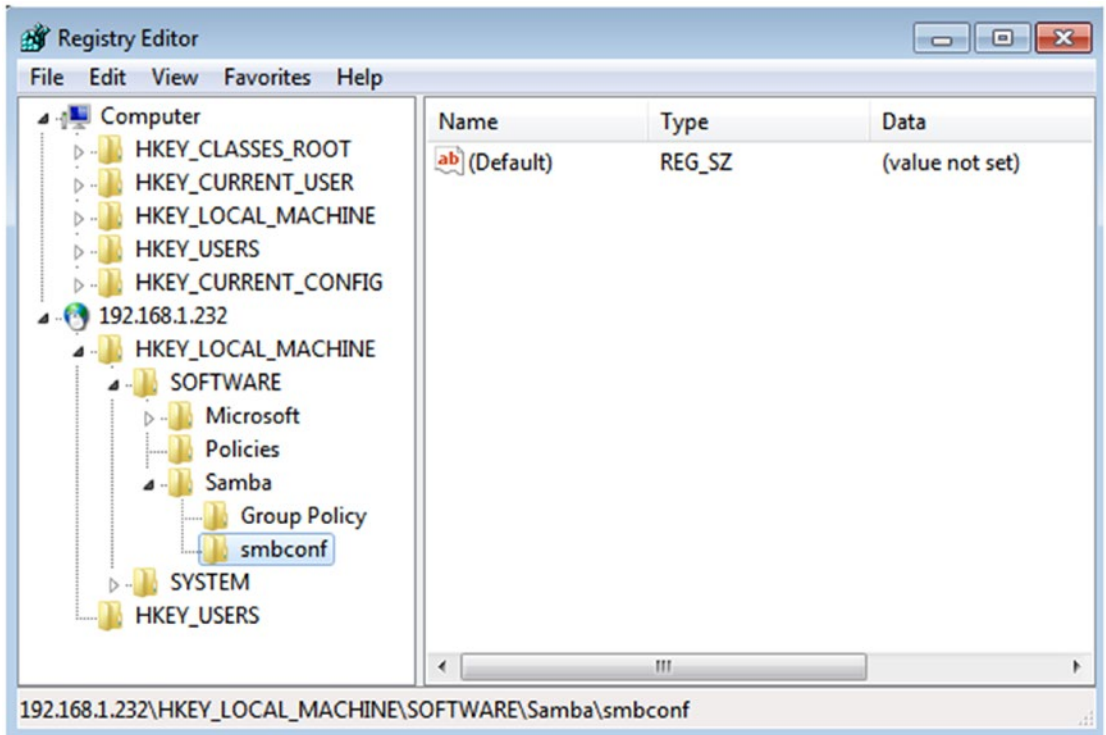 Registry Editor
File Edit View Favorites Help
Computer
HKEY_CLASSES_ROOT
HKEY_CURRENT_USER
HKEY_LOCAL_MACHINE
HKEY_USERS
HKEY_CURRENT_CONFIG
192.168.1.232
HKEY_LOCAL_MACHINE
SOFTWARE
Microsoft
Policies
Samba
Group Policy
smbconf
SYSTEM
HKEY_USERS
Name Type Data
ab (Default) REG_SZ (value not set)
192.168.1.232\HKEY_LOCAL_MACHINE\SOFTWARE\Samba\smbconf